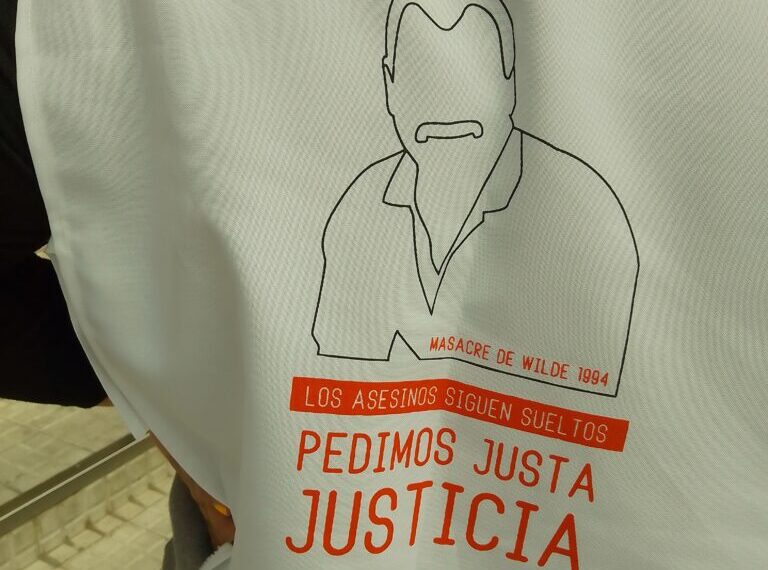 MASACRE DE WILDE 1994
LOS ASESINOS SIGUEN SUELTOS
PEDIMOS JUSTA
JUSTICIA